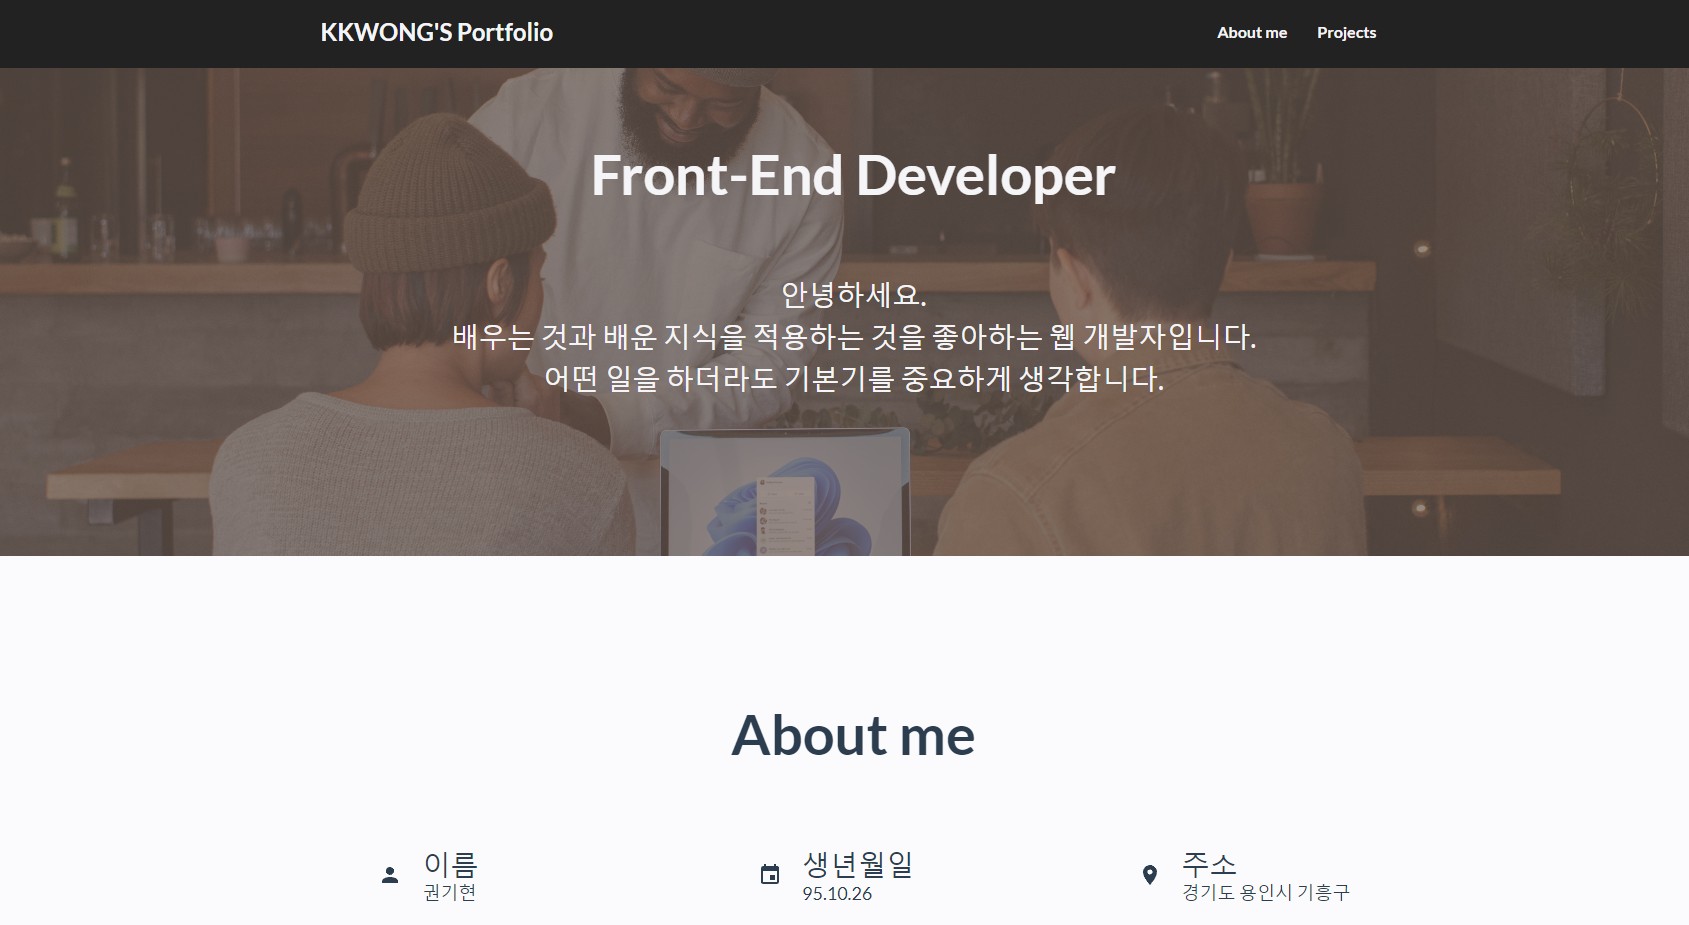 KKWONG'S Portfolio
About me
Projects
Front-End Developer
안녕하세요.
배우는 것과 배운 지식을 적용하는 것을 좋아하는 웹 개발자입니다.
어떤 일을 하더라도 기본기를 중요하게 생각합니다.
About me
이름
권기현
생년월일
95.10.26
주소
경기도 용인시 기흥구